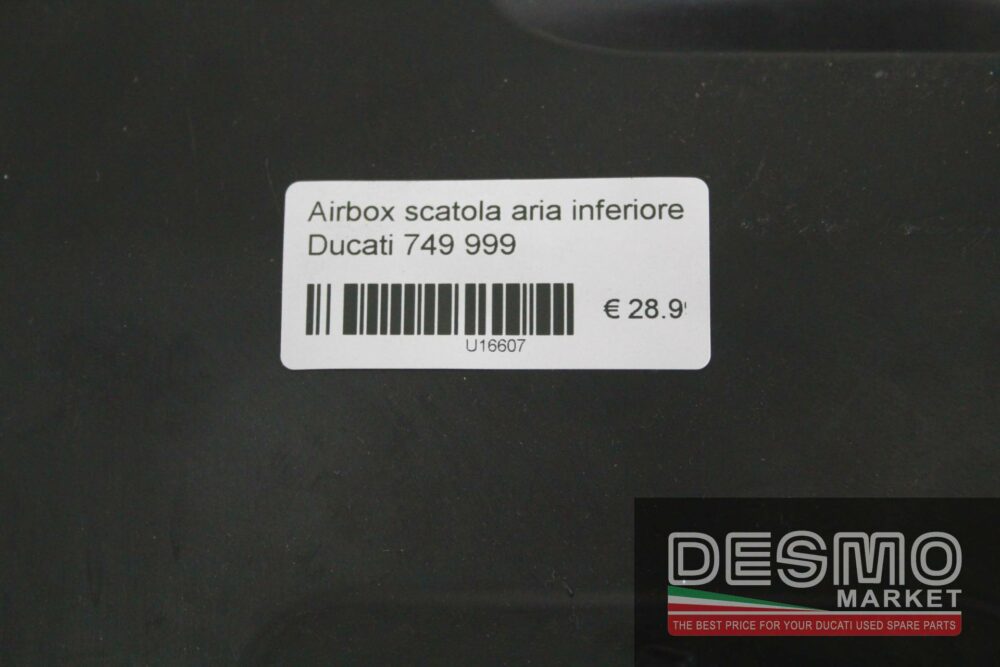 Airbox scatola aria inferiore
Ducati 749 999
€ 28.9
U16607
DESMO
MARKET
THE BEST PRICE FOR YOUR DUCATI USED SPARE PARTS